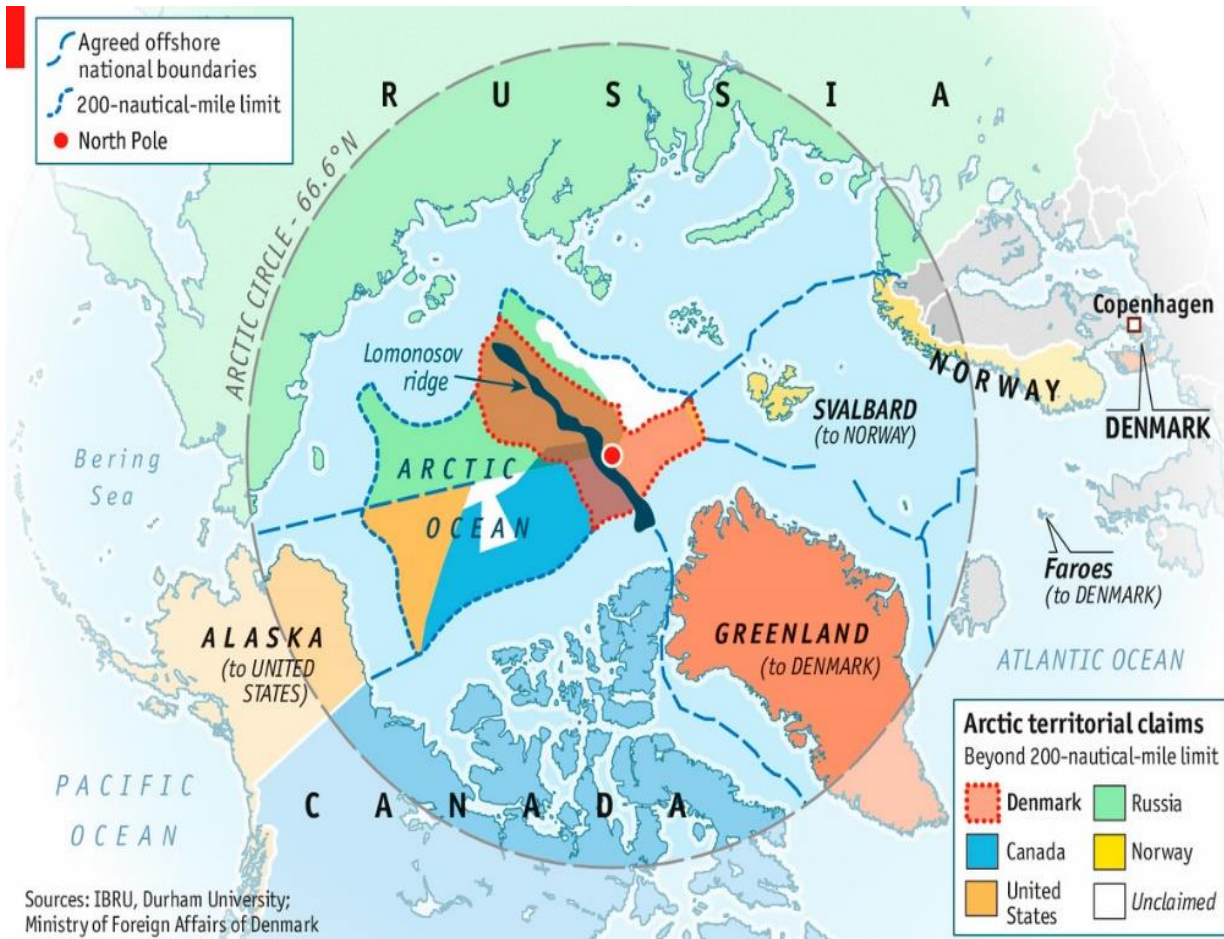 Agreed offshore
national boundaries
200-nautical-mile limit
North Pole
R U S S I A
ARCTIC CIRCLE - 66.6°N
Lomonosov
ridge
Copenhagen
NORWAY
DENMARK
SVALBARD
(to NORWAY)
Bering
Sea
ARCTIC
OCEAN
Faroes
(to DENMARK)
ALASKA
(to UNITED
STATES)
GREENLAND
(to DENMARK)
ATLANTIC OCEAN
PACIFIC
OCEAN
C A N A D A
Arctic territorial claims
Beyond 200-nautical-mile limit
Denmark
Russia
Canada
Norway
United
States
Unclaimed
Sources: IBRU, Durham University;
Ministry of Foreign Affairs of Denmark